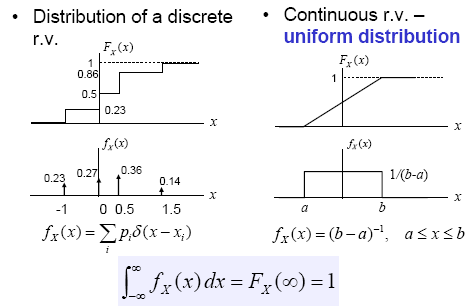 • Distribution of a discrete r.v.
F_X(x)
1
0.86
0.5
0.23
x
f_X(x)
0.23
0.27
0.36
0.14
x
-1 0 0.5 1.5
f_X(x) = ∑_i p_i δ(x − x_i)
• Continuous r.v. –
uniform distribution
F_X(x)
1
x
f_X(x)
1/(b-a)
x
a b
f_X(x) = (b − a)⁻¹, a ≤ x ≤ b
∫_{−∞}^{∞} f_X(x) dx = F_X(∞) = 1